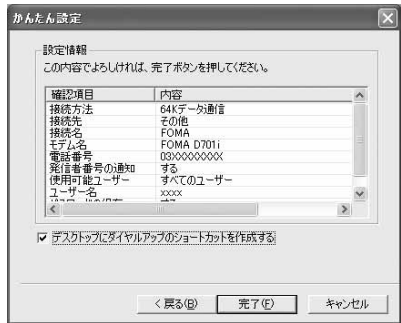 かんたん設定
設定情報
この内容でよろしければ、完了ボタンを押してください。
確認項目 内容
接続方法 64Kデータ通信
接続先 その他
接続名 FOMA
モデム名 FOMA D701i
電話番号 03XXXXXXXX
発信者番号の通知 する
使用可能ユーザー すべてのユーザー
ユーザー名 xxxx
デスクトップにダイヤルアップのショートカットを作成する
< 戻る(B) 完了(F) キャンセル